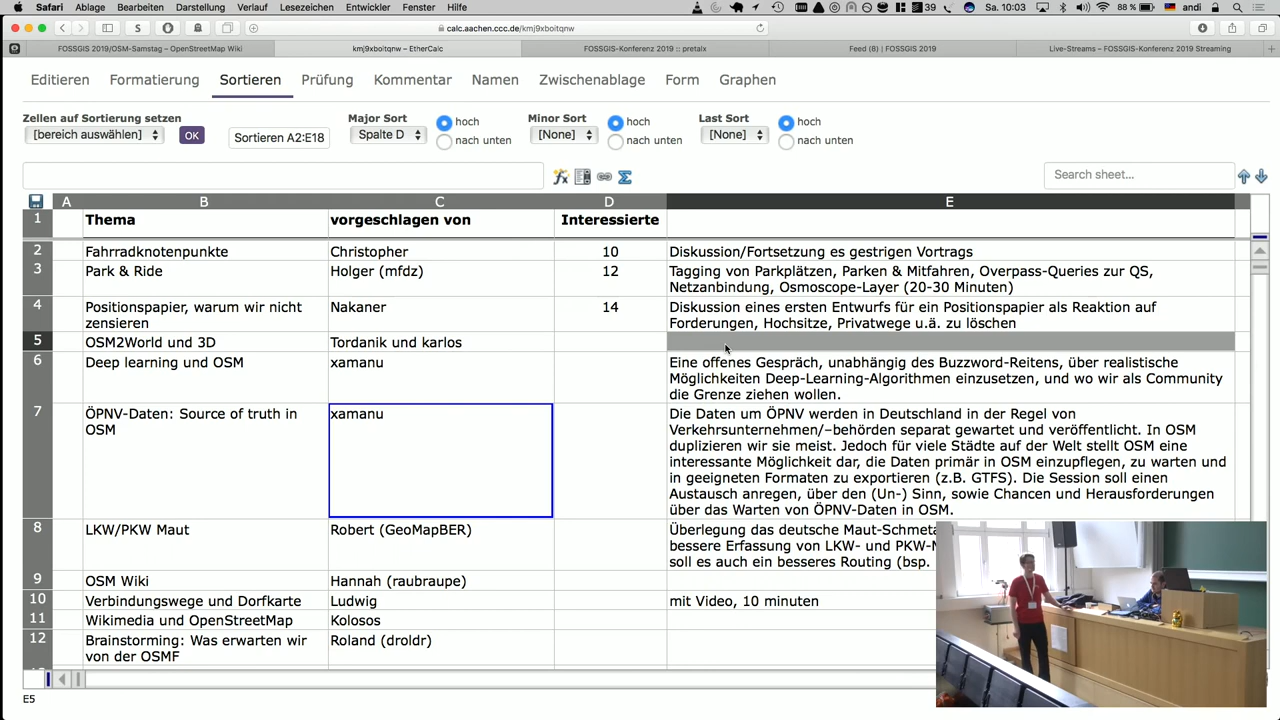 Safari Ablage Bearbeiten Darstellung Verlauf Lesezeichen Entwickler Fenster Hilfe 39 Sa. 10:03 88 % andi
calc.aachen.ccc.de/kmj9xboitqnw
FOSSGIS 2019/OSM-Samstag – OpenStreetMap Wiki kmj9xboitqnw – EtherCalc FOSSGIS-Konferenz 2019 :: pretalx Feed (8) | FOSSGIS 2019 Live-Streams – FOSSGIS-Konferenz 2019 Streaming
Editieren Formatierung Sortieren Prüfung Kommentar Namen Zwischenablage Form Graphen
Zellen auf Sortierung setzen Major Sort Minor Sort Last Sort
[bereich auswählen] OK Sortieren A2:E18 Spalte D hoch [None] hoch [None] hoch
nach unten nach unten nach unten
Search sheet...
A B C D E
1 Thema vorgeschlagen von Interessierte
2 Fahrradknotenpunkte Christopher 10 Diskussion/Fortsetzung es gestrigen Vortrags
3 Park & Ride Holger (mfdz) 12 Tagging von Parkplätzen, Parken & Mitfahren, Overpass-Queries zur QS,
Netzanbindung, Osmoscope-Layer (20-30 Minuten)
4 Positionspapier, warum wir nicht Nakaner 14 Diskussion eines ersten Entwurfs für ein Positionspapier als Reaktion auf
zensieren Forderungen, Hochsitze, Privatwege u.ä. zu löschen
5 OSM2World und 3D Tordanik und karlos
6 Deep learning und OSM xamanu Eine offenes Gespräch, unabhängig des Buzzword-Reitens, über realistische
Möglichkeiten Deep-Learning-Algorithmen einzusetzen, und wo wir als Community
die Grenze ziehen wollen.
7 ÖPNV-Daten: Source of truth in xamanu Die Daten um ÖPNV werden in Deutschland in der Regel von
OSM Verkehrsunternehmen/–behörden separat gewartet und veröffentlicht. In OSM
duplizieren wir sie meist. Jedoch für viele Städte auf der Welt stellt OSM eine
interessante Möglichkeit dar, die Daten primär in OSM einzupflegen, zu warten und
in geeigneten Formaten zu exportieren (z.B. GTFS). Die Session soll einen
Austausch anregen, über den (Un-) Sinn, sowie Chancen und Herausforderungen
über das Warten von ÖPNV-Daten in OSM.
8 LKW/PKW Maut Robert (GeoMapBER) Überlegung das deutsche Maut-Schmeta
bessere Erfassung von LKW- und PKW-M
soll es auch ein besseres Routing (bsp.
9 OSM Wiki Hannah (raubraupe)
10 Verbindungswege und Dorfkarte Ludwig mit Video, 10 minuten
11 Wikimedia und OpenStreetMap Kolosos
12 Brainstorming: Was erwarten wir Roland (droldr)
von der OSMF
E5